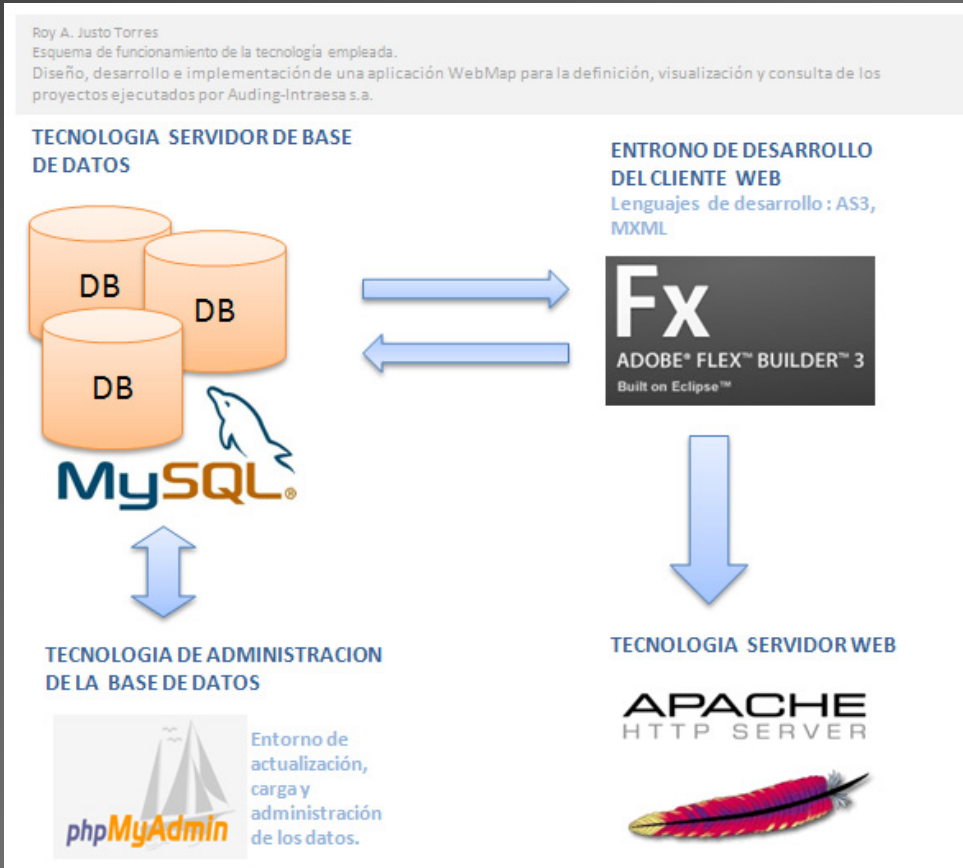 Roy A. Justo Torres
Esquema de funcionamiento de la tecnología empleada.
Diseño, desarrollo e implementación de una aplicación WebMap para la definición, visualización y consulta de los
proyectos ejecutados por Auding-Intraesa s.a.
TECNOLOGIA SERVIDOR DE BASE
DE DATOS
DB
DB
DB
MySQL®
ENTRONO DE DESARROLLO
DEL CLIENTE WEB
Lenguajes de desarrollo : AS3,
MXML
Fx
ADOBE® FLEX™ BUILDER™ 3
Built on Eclipse™
TECNOLOGIA DE ADMINISTRACION
DE LA BASE DE DATOS
phpMyAdmin
Entorno de
actualización,
carga y
administración
de los datos.
TECNOLOGIA SERVIDOR WEB
APACHE
HTTP SERVER